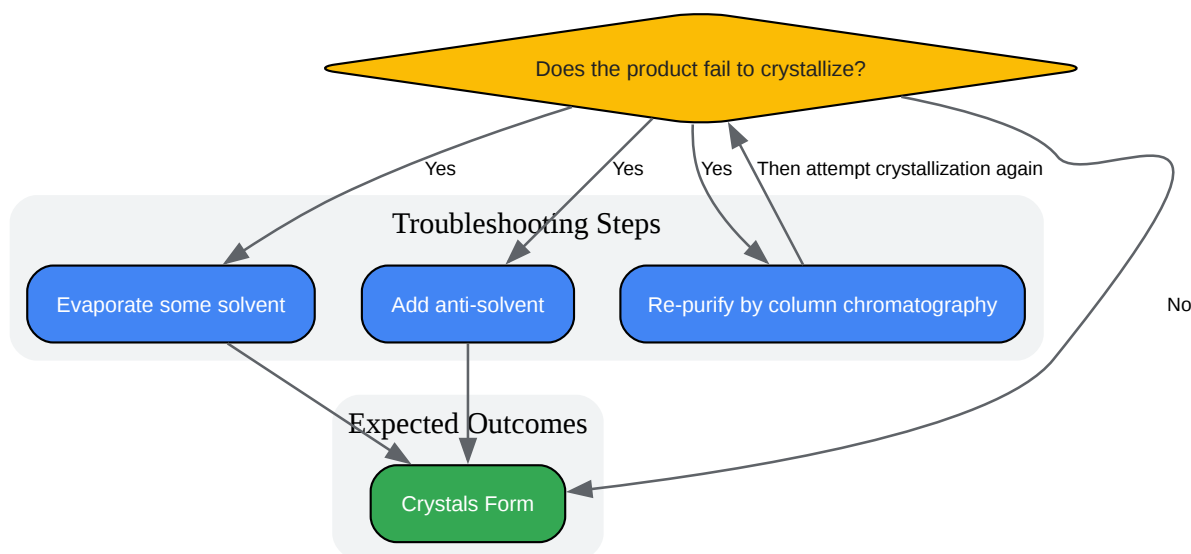 Does the product fail to crystallize?
Yes
Yes
Yes
Then attempt crystallization again
Troubleshooting Steps
Evaporate some solvent
Add anti-solvent
Re-purify by column chromatography
No
Expected Outcomes
Crystals Form